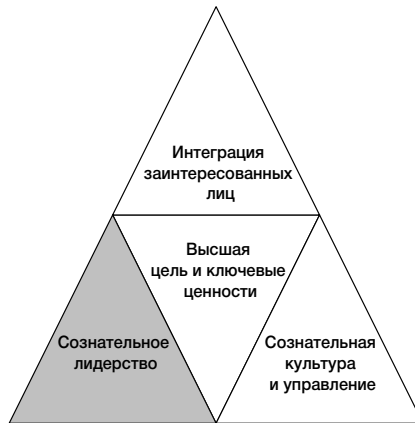 Интеграция
заинтересованных
лиц
Высшая
цель и ключевые
ценности
Сознательное
лидерство
Сознательная
культура
и управление